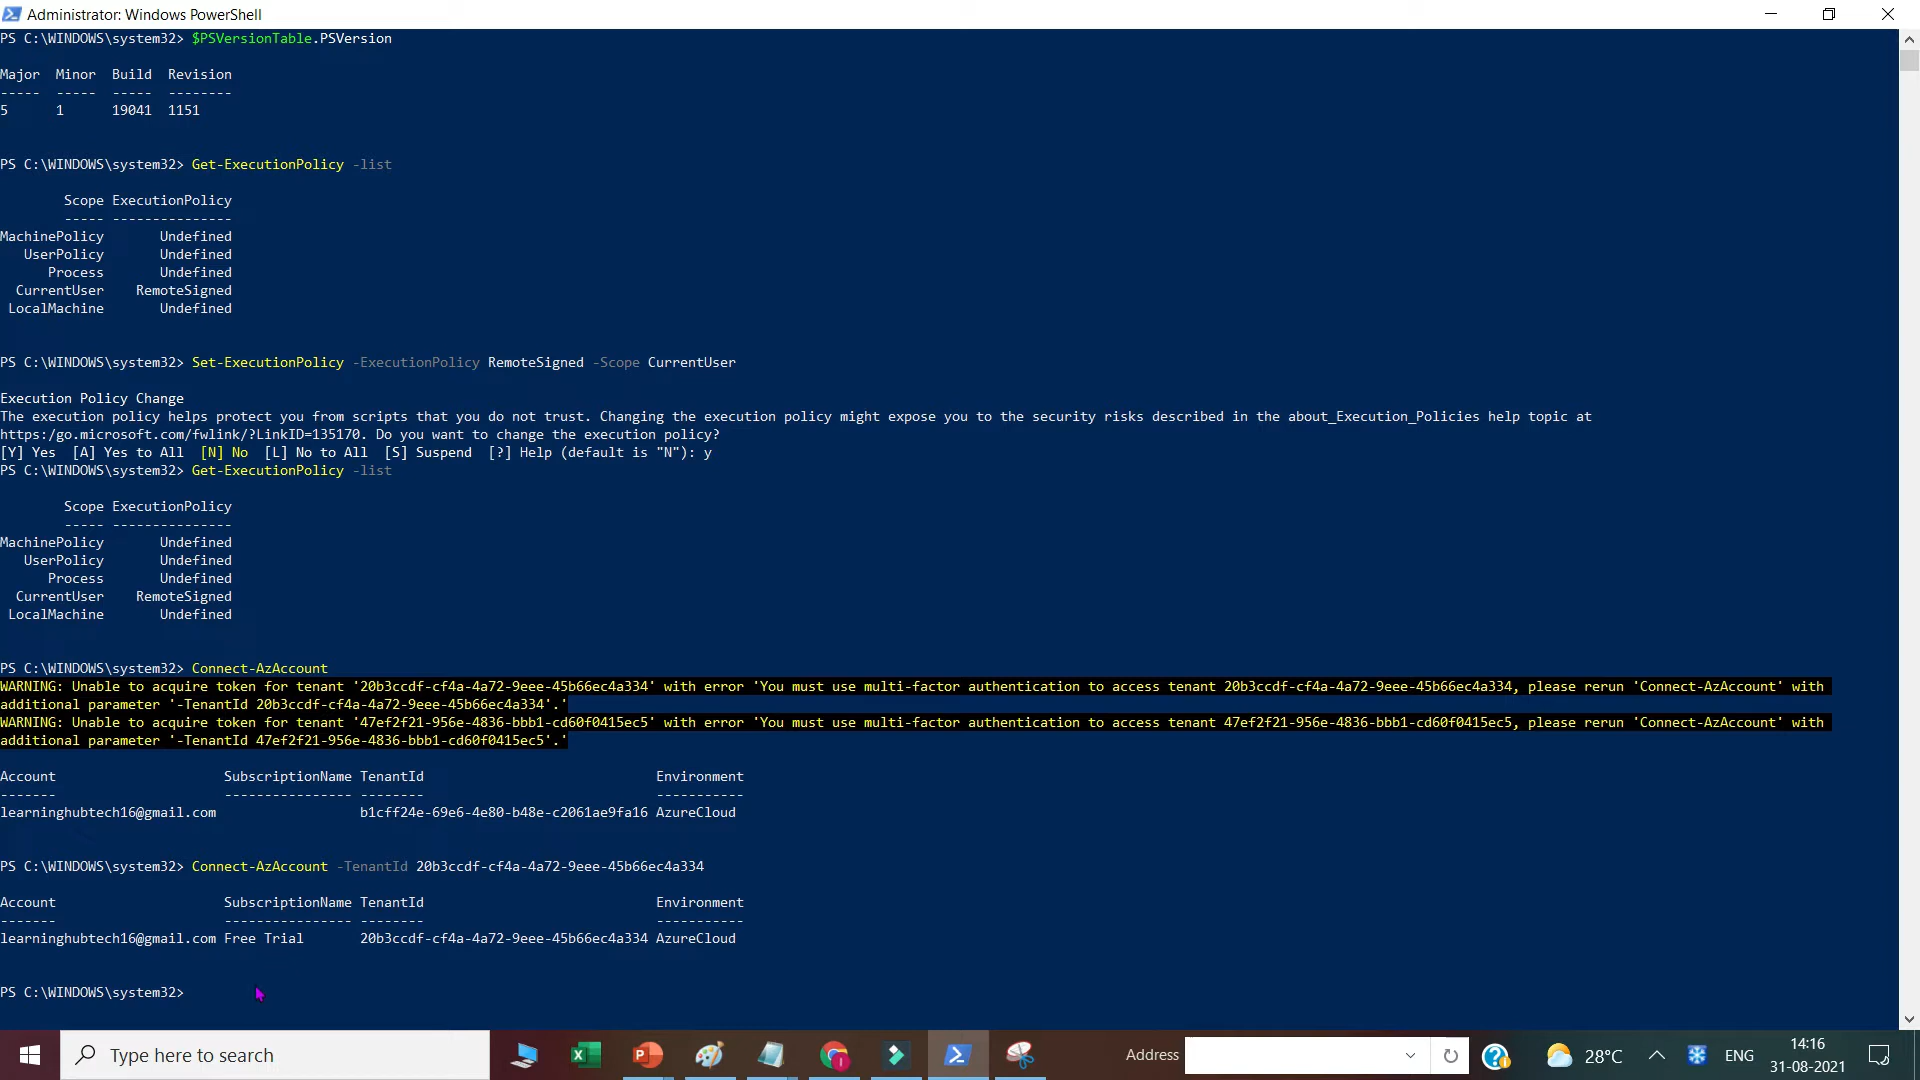 Administrator: Windows PowerShell
PS C:\WINDOWS\system32> $PSVersionTable.PSVersion
Major  Minor  Build  Revision
-----  -----  -----  --------
5      1      19041  1151
PS C:\WINDOWS\system32> Get-ExecutionPolicy -list
        Scope ExecutionPolicy
        ----- ---------------
MachinePolicy       Undefined
   UserPolicy       Undefined
      Process       Undefined
  CurrentUser    RemoteSigned
 LocalMachine       Undefined
PS C:\WINDOWS\system32> Set-ExecutionPolicy -ExecutionPolicy RemoteSigned -Scope CurrentUser
Execution Policy Change
The execution policy helps protect you from scripts that you do not trust. Changing the execution policy might expose you to the security risks described in the about_Execution_Policies help topic at
https:/go.microsoft.com/fwlink/?LinkID=135170. Do you want to change the execution policy?
[Y] Yes  [A] Yes to All  [N] No  [L] No to All  [S] Suspend  [?] Help (default is "N"): y
PS C:\WINDOWS\system32> Get-ExecutionPolicy -list
        Scope ExecutionPolicy
        ----- ---------------
MachinePolicy       Undefined
   UserPolicy       Undefined
      Process       Undefined
  CurrentUser    RemoteSigned
 LocalMachine       Undefined
PS C:\WINDOWS\system32> Connect-AzAccount
WARNING: Unable to acquire token for tenant '20b3ccdf-cf4a-4a72-9eee-45b66ec4a334' with error 'You must use multi-factor authentication to access tenant 20b3ccdf-cf4a-4a72-9eee-45b66ec4a334, please rerun 'Connect-AzAccount' with
additional parameter '-TenantId 20b3ccdf-cf4a-4a72-9eee-45b66ec4a334'.'
WARNING: Unable to acquire token for tenant '47ef2f21-956e-4836-bbb1-cd60f0415ec5' with error 'You must use multi-factor authentication to access tenant 47ef2f21-956e-4836-bbb1-cd60f0415ec5, please rerun 'Connect-AzAccount' with
additional parameter '-TenantId 47ef2f21-956e-4836-bbb1-cd60f0415ec5'.'
Account                     SubscriptionName TenantId                             Environment
-------                     ---------------- --------                             -----------
learninghubtech16@gmail.com                  b1cff24e-69e6-4e80-b48e-c2061ae9fa16 AzureCloud
PS C:\WINDOWS\system32> Connect-AzAccount -TenantId 20b3ccdf-cf4a-4a72-9eee-45b66ec4a334
Account                     SubscriptionName TenantId                             Environment
-------                     ---------------- --------                             -----------
learninghubtech16@gmail.com Free Trial       20b3ccdf-cf4a-4a72-9eee-45b66ec4a334 AzureCloud
PS C:\WINDOWS\system32>
Type here to search
Address
28°C
ENG
14:16
31-08-2021